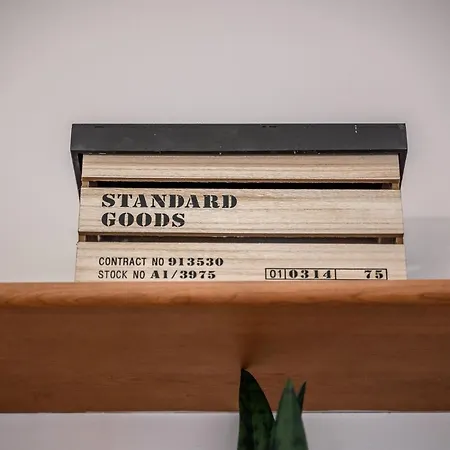 STANDARD
GOODS
CONTRACT NO 913530
STOCK NO A1/3975
01 0314 75